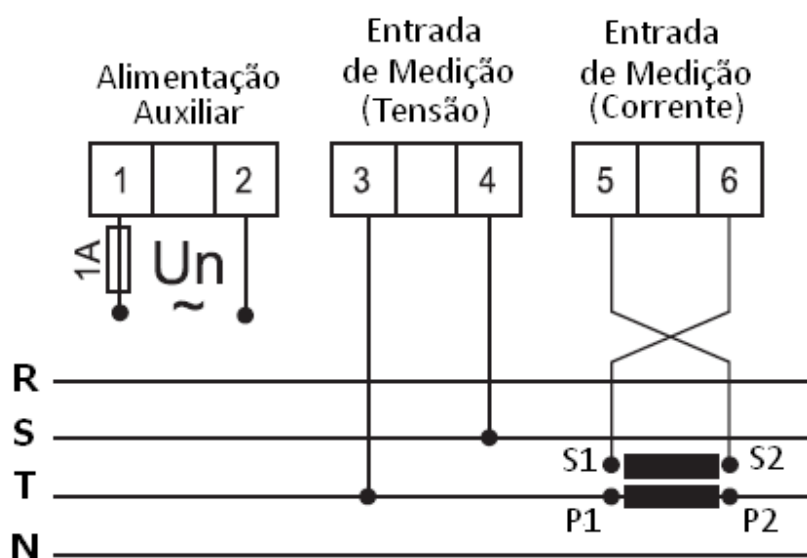 Alimentação
Auxiliar
Entrada
de Medição
(Tensão)
Entrada
de Medição
(Corrente)
1 2 3 4 5 6
1A Un
~
R
S
S1 S2
T
P1 P2
N